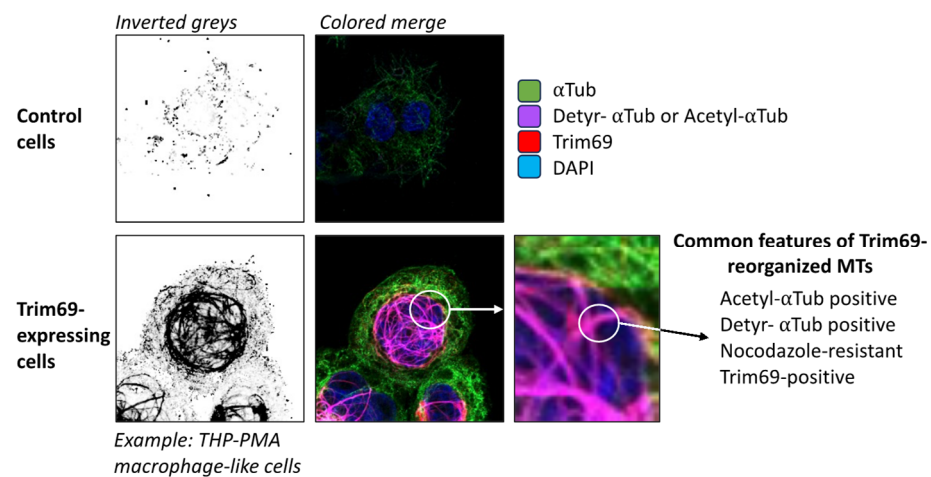 Inverted greys
Colored merge
Control
cells
αTub
Detyr- αTub or Acetyl-αTub
Trim69
DAPI
Trim69-
expressing
cells
Common features of Trim69-
reorganized MTs
Acetyl-αTub positive
Detyr- αTub positive
Nocodazole-resistant
Trim69-positive
Example: THP-PMA
macrophage-like cells